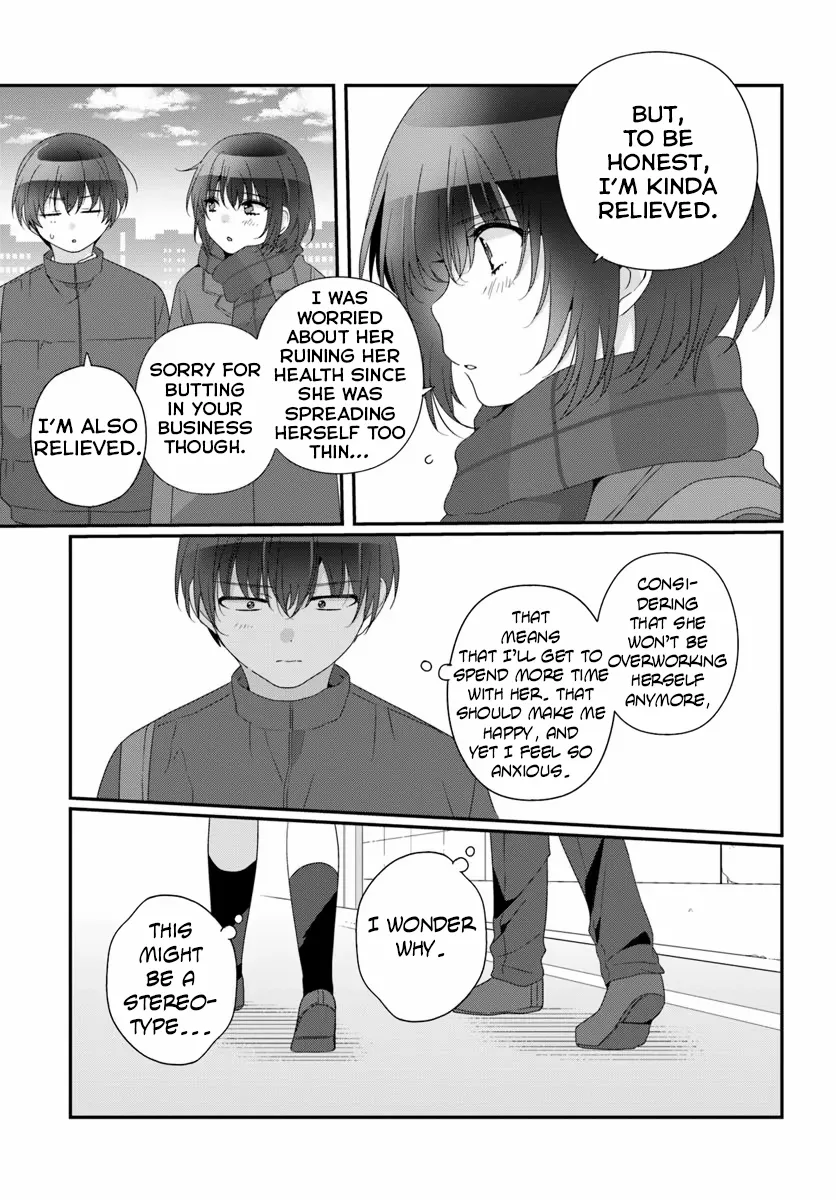 BUT,
TO BE
HONEST,
I'M KINDA
RELIEVED.
I WAS
WORRIED
ABOUT HER
RUINING HER
HEALTH SINCE
SHE WAS
SPREADING
HERSELF TOO
THIN...
SORRY FOR
BUTTING
IN YOUR
BUSINESS
THOUGH.
I'M ALSO
RELIEVED.
CONSI-
DERING
THAT SHE
WON'T BE
OVERWORKING
HERSELF
ANYMORE,
THAT
MEANS
THAT I'LL GET TO
SPEND MORE TIME
WITH HER. THAT
SHOULD MAKE ME
HAPPY, AND
YET I FEEL SO
ANXIOUS.
I WONDER
WHY.
THIS
MIGHT
BE A
STEREO-
TYPE...